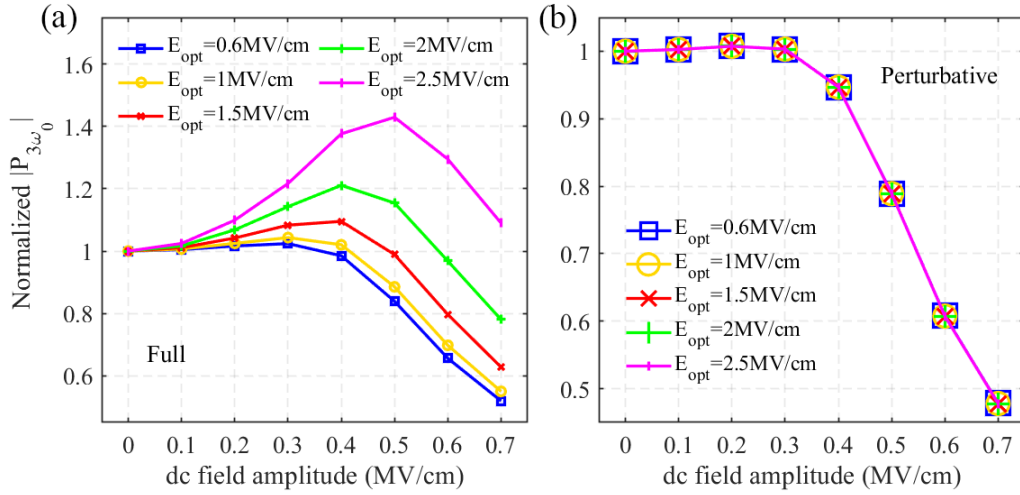 (a)
Normalized |P3ω0|
1.6
1.4
1.2
1
0.8
0.6
Eopt=0.6MV/cm
Eopt=1MV/cm
Eopt=1.5MV/cm
Eopt=2MV/cm
Eopt=2.5MV/cm
Full
0 0.1 0.2 0.3 0.4 0.5 0.6 0.7
dc field amplitude (MV/cm)
(b)
1
0.9
0.8
0.7
0.6
0.5
Perturbative
Eopt=0.6MV/cm
Eopt=1MV/cm
Eopt=1.5MV/cm
Eopt=2MV/cm
Eopt=2.5MV/cm
0 0.1 0.2 0.3 0.4 0.5 0.6 0.7
dc field amplitude (MV/cm)